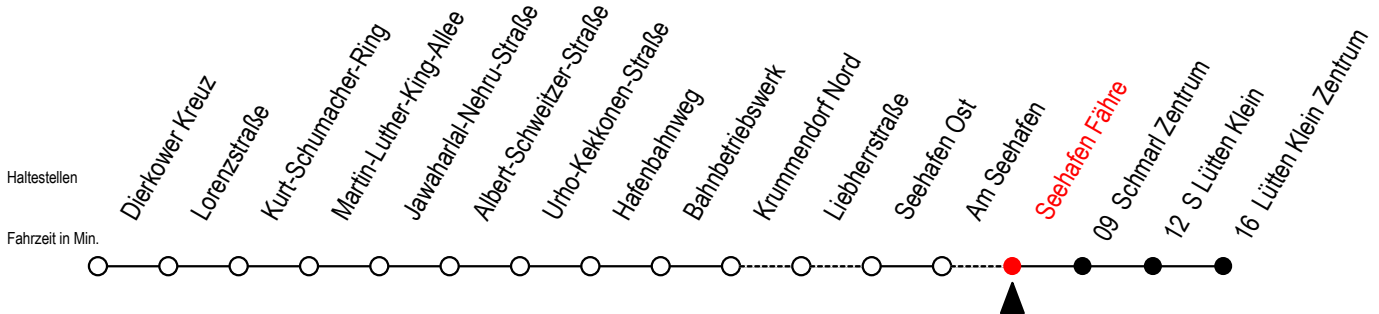 Haltestellen
Fahrzeit in Min.
Dierkower Kreuz
Lorenzstraße
Kurt-Schumacher-Ring
Martin-Luther-King-Allee
Jawaharlal-Nehru-Straße
Albert-Schweitzer-Straße
Urho-Kekkonen-Straße
Hafenbahnweg
Bahnbetriebswerk
Krummendorf Nord
Liebherrstraße
Seehafen Ost
Am Seehafen
Seehafen Fähre
09 Schmarl Zentrum
12 S Lütten Klein
16 Lütten Klein Zentrum